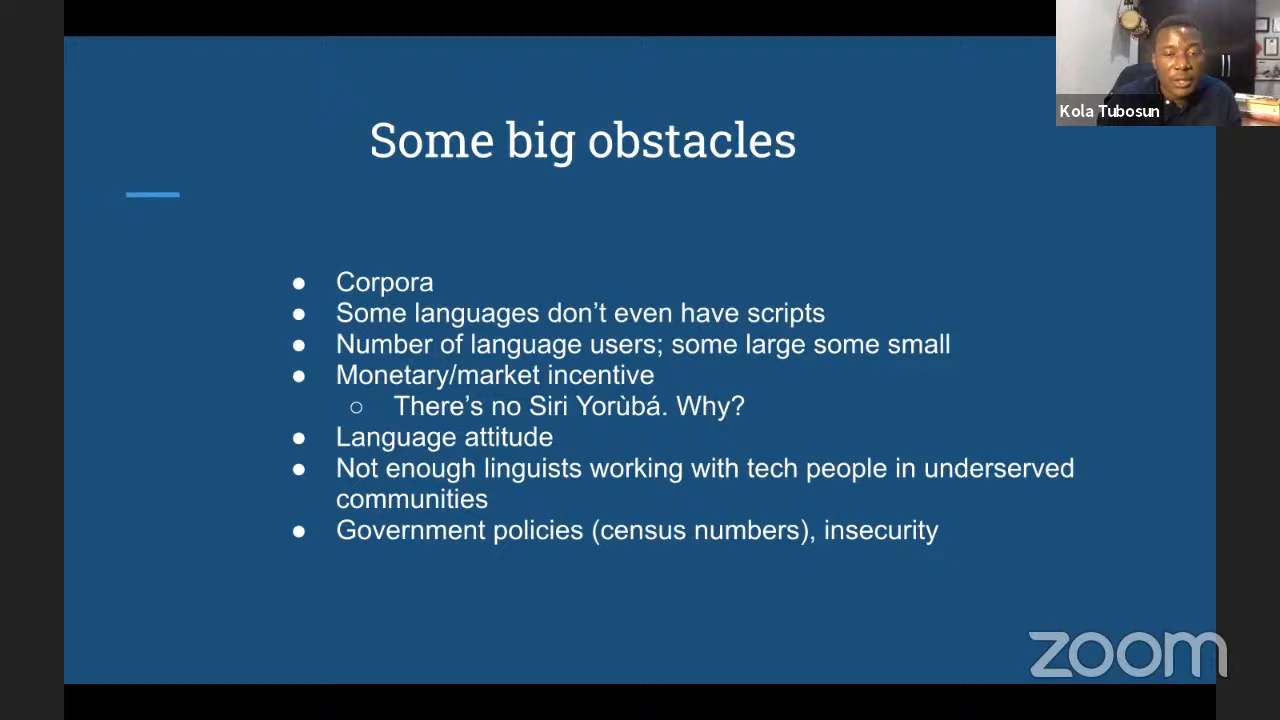 Some big obstacles
Kola Tubosun
● Corpora
● Some languages don’t even have scripts
● Number of language users; some large some small
● Monetary/market incentive
○ There’s no Siri Yorùbá. Why?
● Language attitude
● Not enough linguists working with tech people in underserved
communities
● Government policies (census numbers), insecurity
zoom